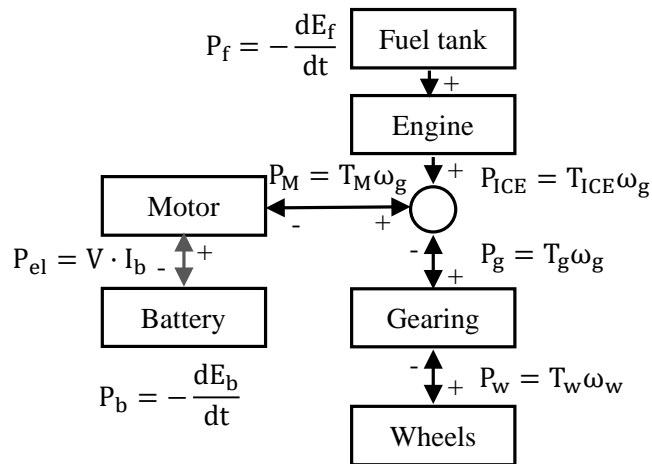 P_f = − dE_f/dt
Fuel tank
+
Engine
+
P_M = T_M ω_g
P_ICE = T_ICE ω_g
Motor
- +
P_el = V · I_b
- +
- P_g = T_g ω_g
+
Battery
Gearing
P_b = − dE_b/dt
- P_w = T_w ω_w
+
Wheels